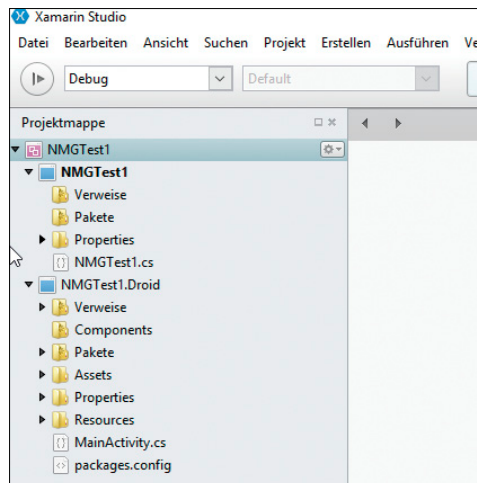 Xamarin Studio
Datei Bearbeiten Ansicht Suchen Projekt Erstellen Ausführen Ve
Debug Default
Projektmappe
NMGTest1
NMGTest1
Verweise
Pakete
Properties
NMGTest1.cs
NMGTest1.Droid
Verweise
Components
Pakete
Assets
Properties
Resources
MainActivity.cs
packages.config